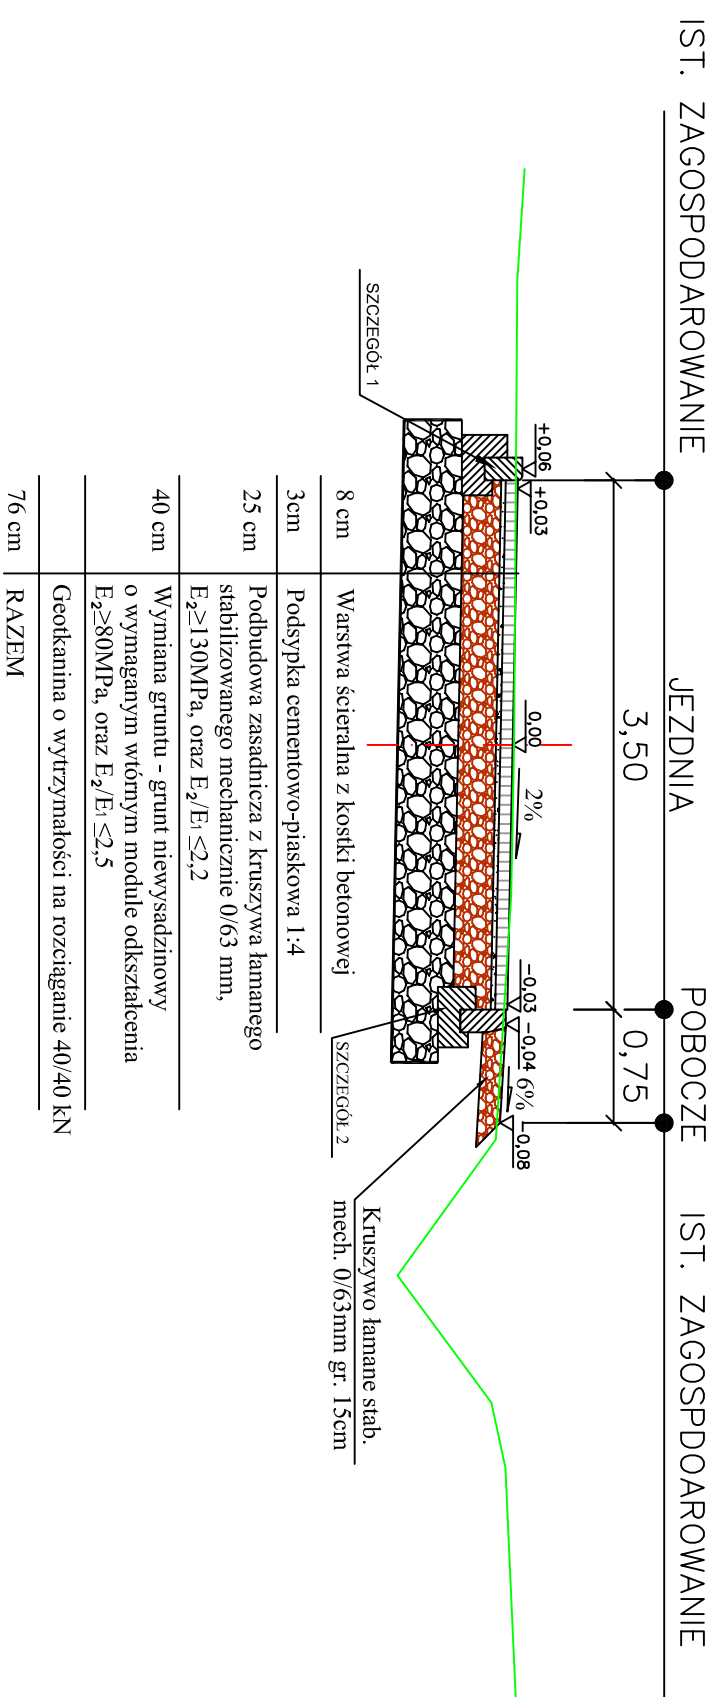 IST. ZAGOSPODAROWANIE
JEZDNIA
POBOCZE
IST. ZAGOSPDOAROWANIE
3,50
0,75
+0,06
+0,03
0,00
2%
-0,03
-0,04
6%
-0,08
SZCZEGÓŁ 1
SZCZEGÓŁ 2
Kruszywo łamane stab.
mech. 0/63mm gr. 15cm
8 cm Warstwa ścieralna z kostki betonowej
3cm Podsypka cementowo-piaskowa 1:4
25 cm Podbudowa zasadnicza z kruszywa łamanego
stabilizowanego mechanicznie 0/63 mm,
E₂≥130MPa, oraz E₂/E₁≤2,2
40 cm Wymiana gruntu - grunt niewysadzinowy
o wymaganym wtórnym module odkształcenia
E₂≥80MPa, oraz E₂/E₁≤2,5
Geotkanina o wytrzymałości na rozciąganie 40/40 kN
76 cm RAZEM